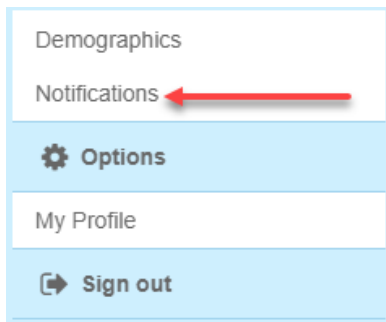 Demographics
Notifications
Options
My Profile
Sign out